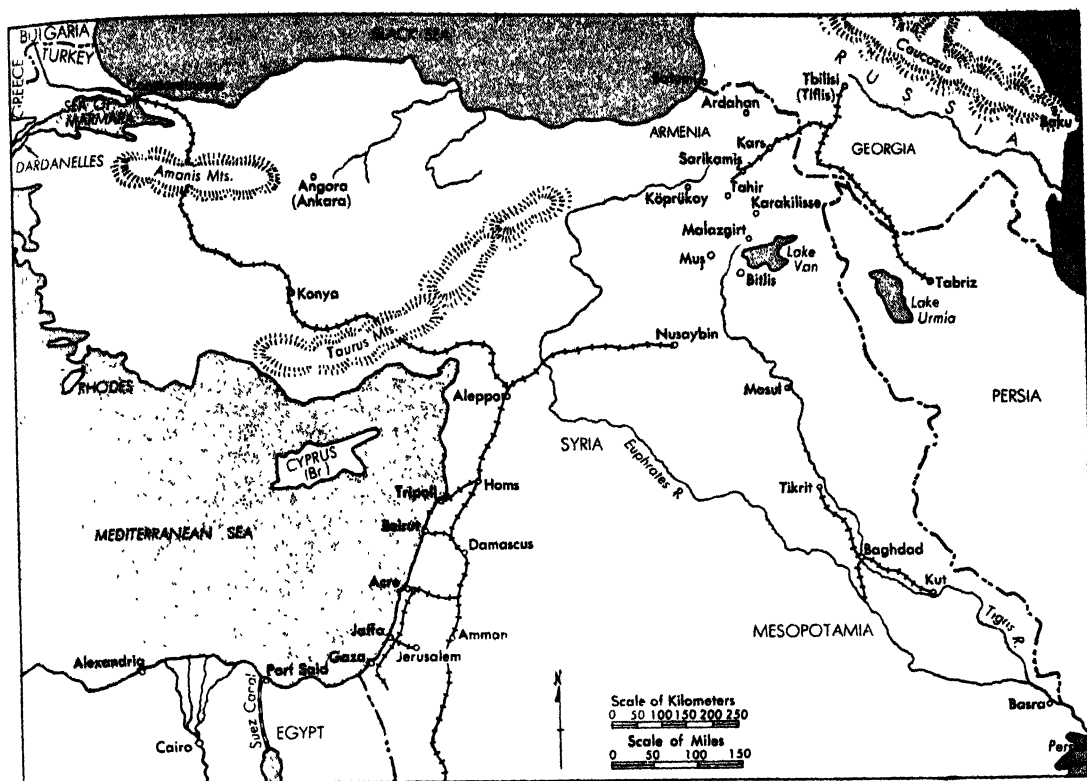 BULGARIA
TURKEY
GREECE
BLACK SEA
SEA OF
MARMARA
DARDANELLES
Amanis Mts.
Angora
(Ankara)
Konya
Taurus Mts.
RHODES
CYPRUS
(Br.)
MEDITERRANEAN SEA
Batum
Ardahan
Tbilisi
(Tiflis)
Caucasus
RUSSIA
Baku
ARMENIA
Kars
GEORGIA
Sarikamis
Tahir
Köprükoy
Karakilisse
Malazgirt
Muş
Lake
Van
Bitlis
Tabriz
Lake
Urmia
Nusaybin
Mosul
PERSIA
Aleppo
SYRIA
Euphrates R.
Tripoli
Homs
Tikrit
Beirut
Damascus
Baghdad
Kut
Acre
Tigris R.
MESOPOTAMIA
Jaffa
Amman
Jerusalem
Gaza
Alexandria
Port Said
Suez Canal
EGYPT
Cairo
N
Scale of Kilometers
0 50 100 150 200 250
Scale of Miles
0 50 100 150
Basra
Pers